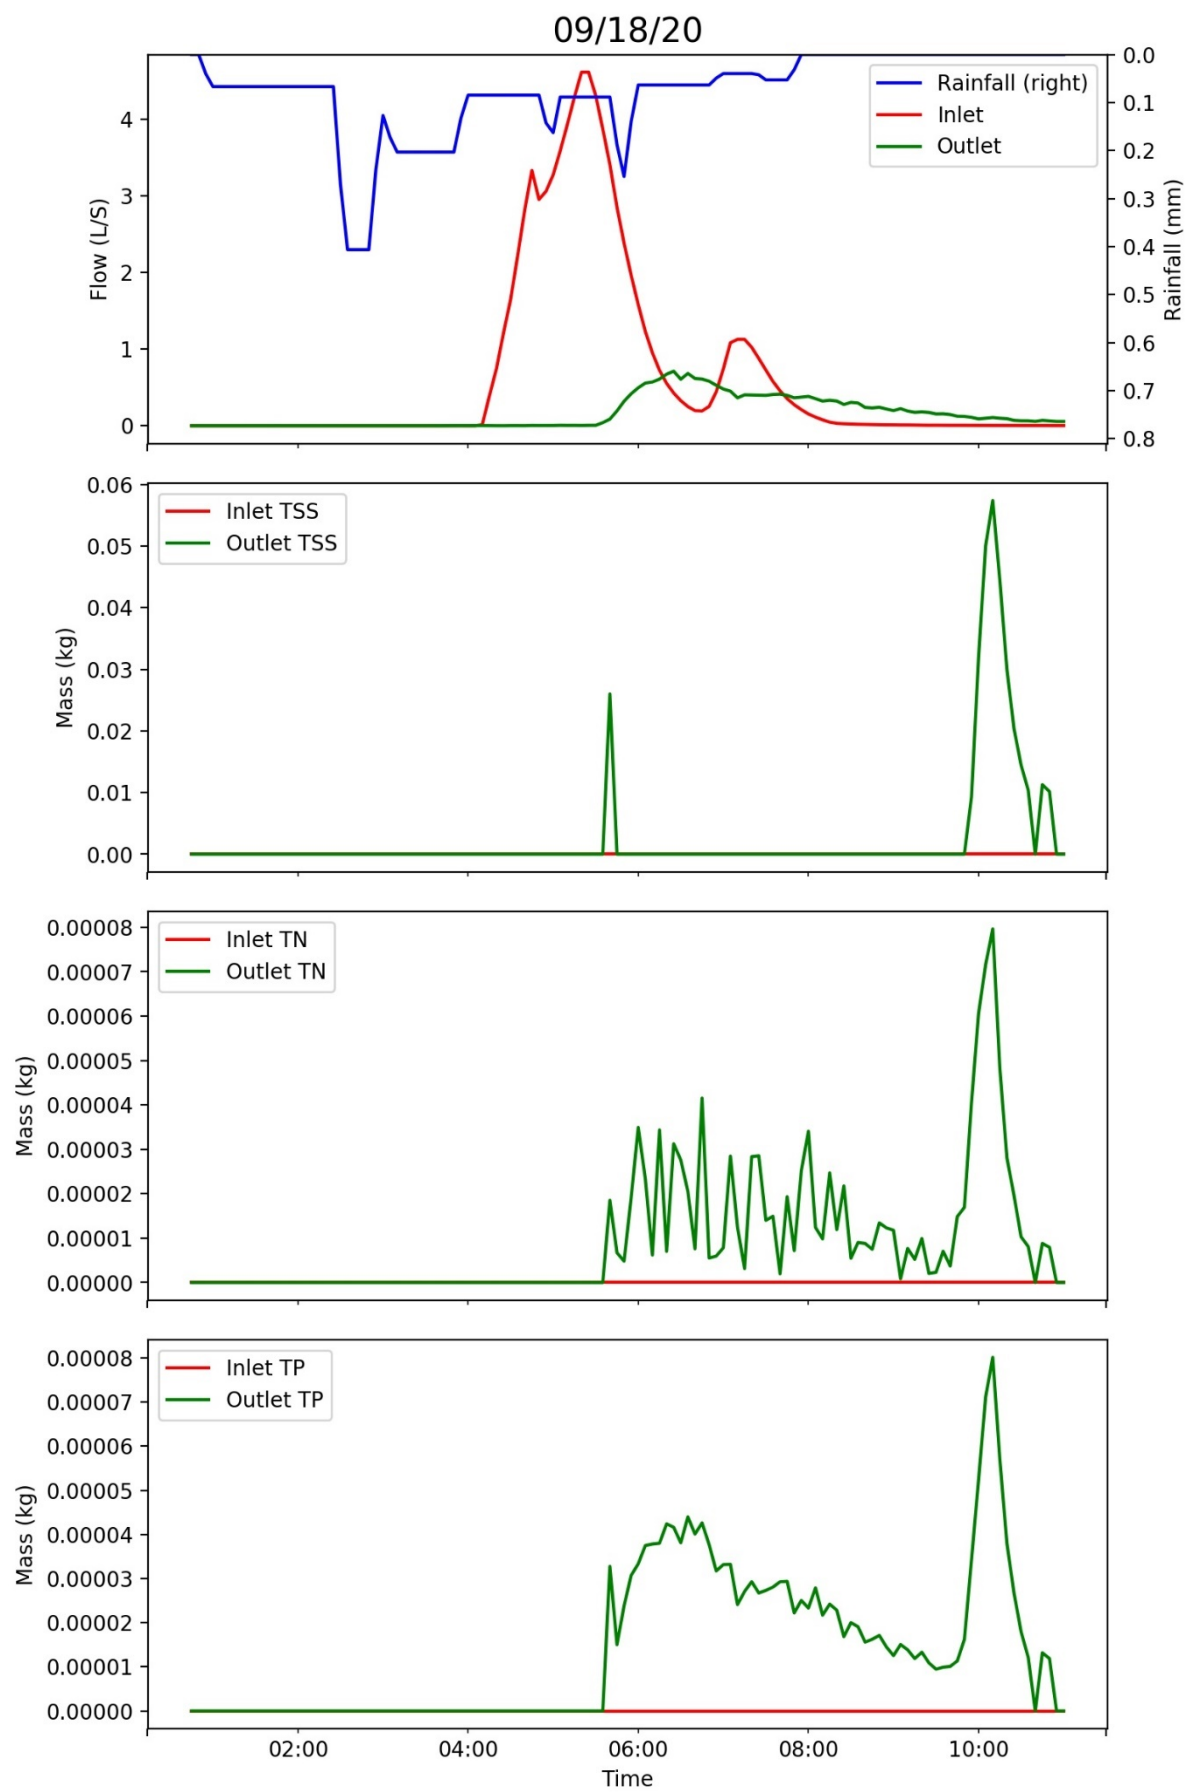 09/18/20
Flow (L/S)
4
3
2
1
0
Rainfall (right)
Inlet
Outlet
0.0
0.1
0.2
0.3
0.4
0.5
0.6
0.7
0.8
Rainfall (mm)
Mass (kg)
0.06
0.05
0.04
0.03
0.02
0.01
0.00
Inlet TSS
Outlet TSS
Mass (kg)
0.00008
0.00007
0.00006
0.00005
0.00004
0.00003
0.00002
0.00001
0.00000
Inlet TN
Outlet TN
Mass (kg)
0.00008
0.00007
0.00006
0.00005
0.00004
0.00003
0.00002
0.00001
0.00000
Inlet TP
Outlet TP
02:00 04:00 06:00 08:00 10:00
Time